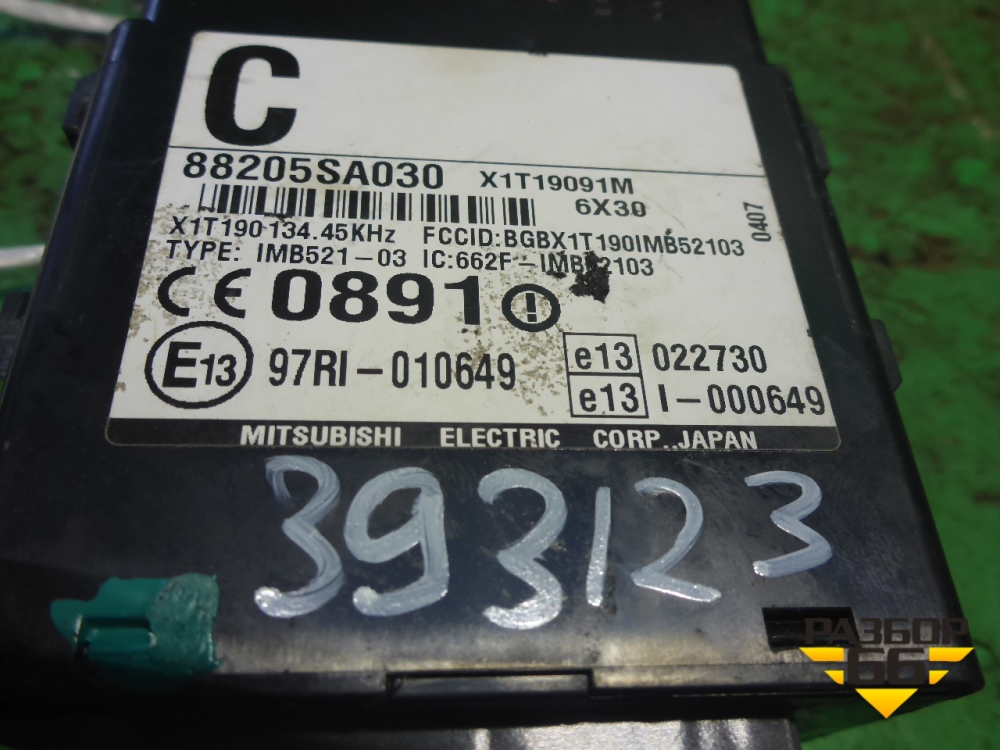 C
88205SA030 X1T19091M
6X30
0407
X1T190 134.45KHz FCCID:BGBX1T190IMB52103
TYPE: IMB521-03 IC:662F-IMB52103
CE 0891
E13 97RI-010649
e13 022730
e13 I-000649
MITSUBISHI ELECTRIC CORP..JAPAN
393123
РАЗБОР
66